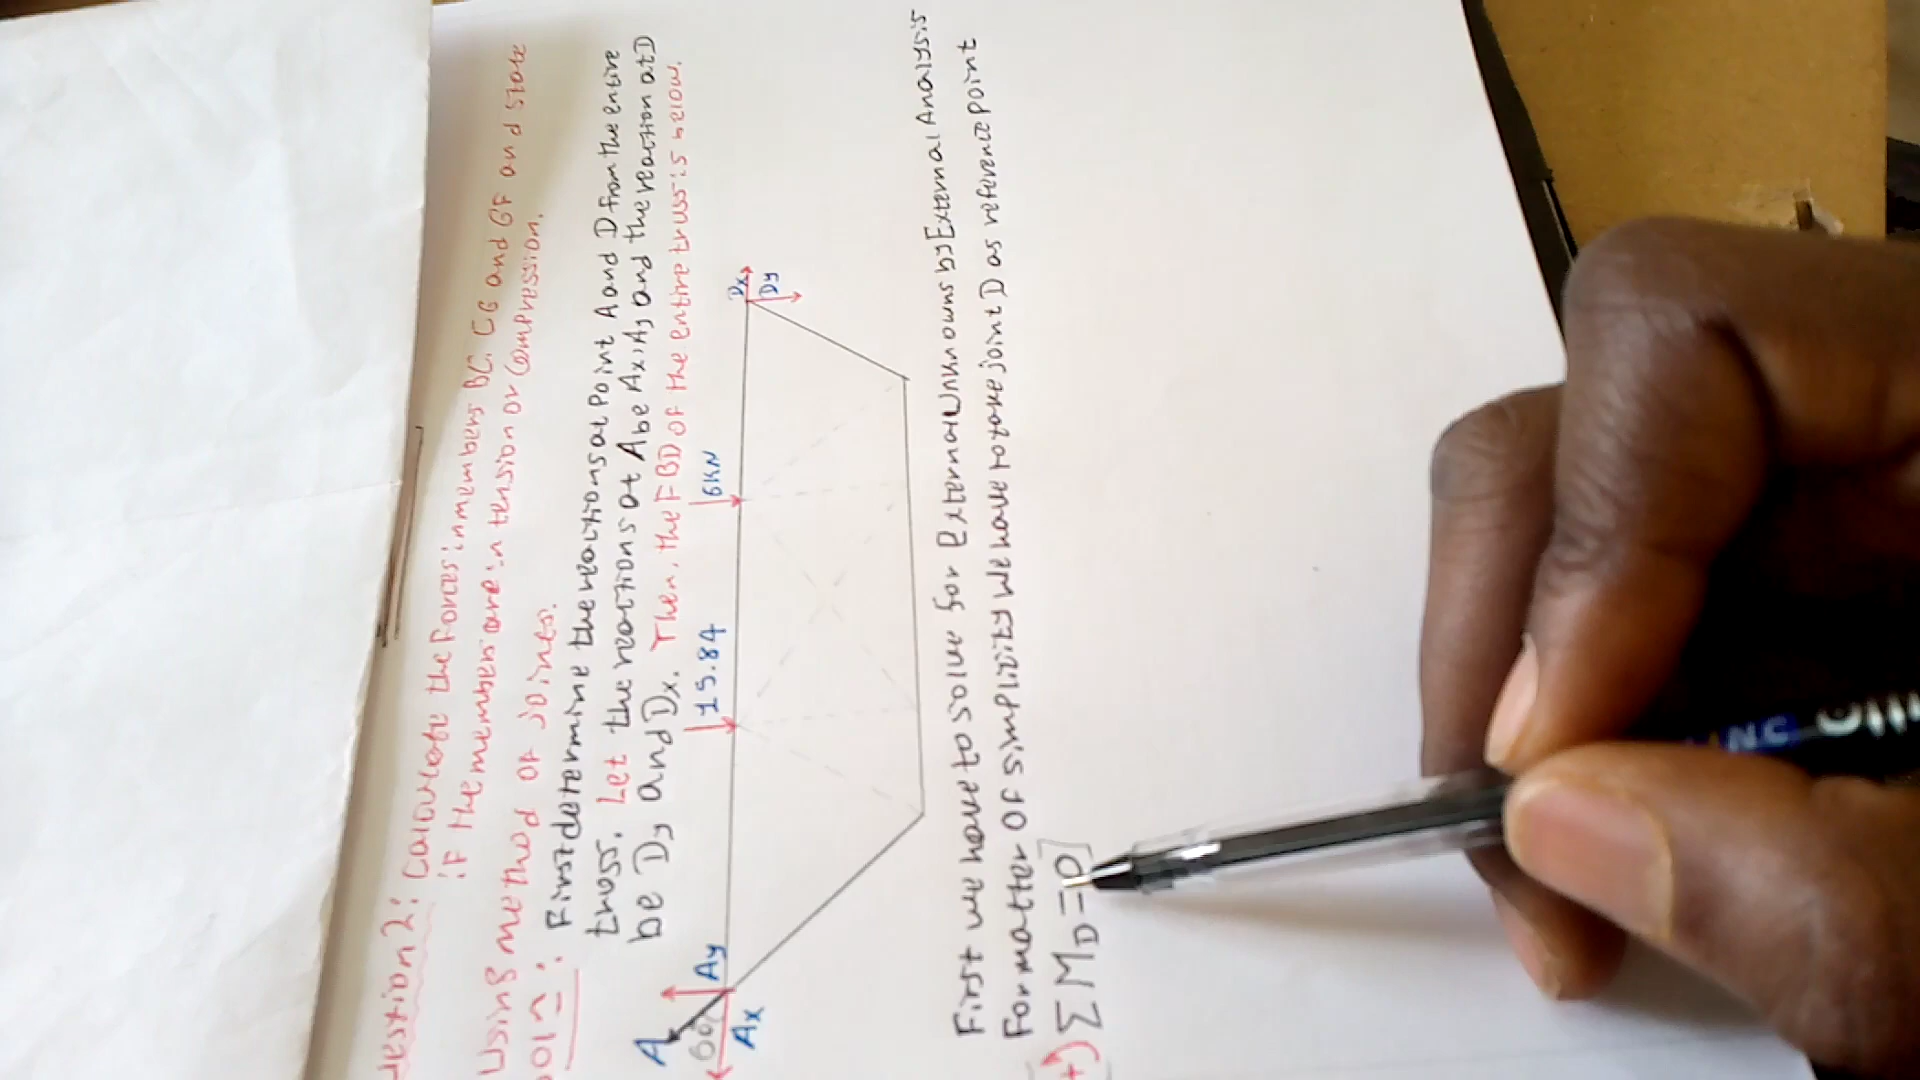 estion 2: Calculate the forces in members BC, CG and GF and state
if the members are in tension or compression.
Using method of joints.
oln=:
First determine the reactions at point A and D from the entire
truss. Let the reactions at A be Ax, Ay and the reaction at D
be Dy and Dx. Then, the FBD of the entire truss is below.
A
60
Ay
Ax
15.84
6KN
Dx
Dy
First we have to solve for external unknowns by External Analysis
For matter of simplicity we have to take joint D as reference point
+) ΣMD=0]